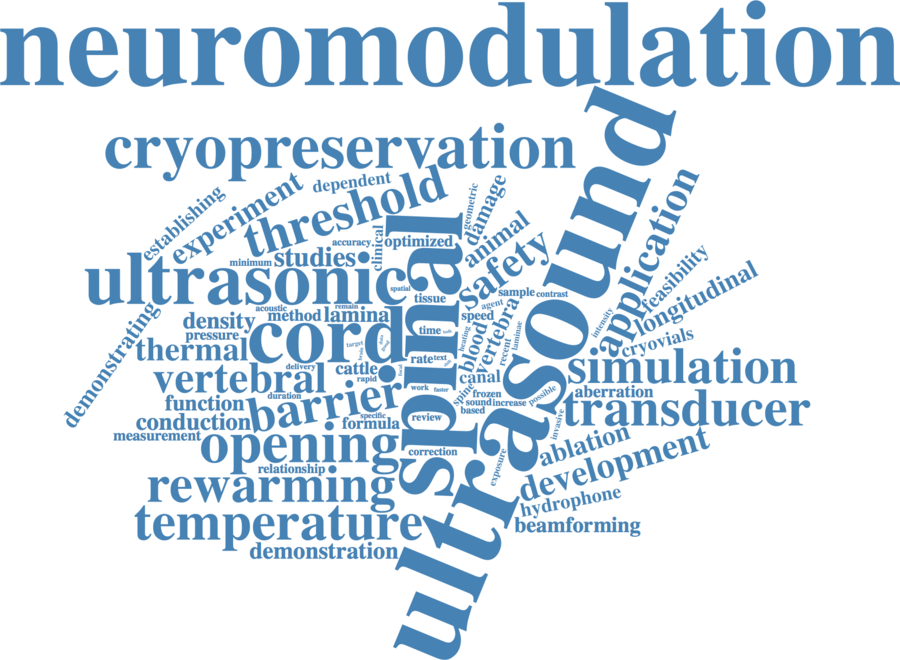 neuromodulation
ultrasound
cryopreservation
establishing
experiment
dependent
threshold
geometric
damage
application
minimum
studies
accuracy
clinical
optimized
animal
safety
feasibility
longitudinal
ultrasonic
spinal
spatial
tissue
sample
contrast
agent
demonstrating
acoustic
remain
density
method
lamina
speed
vertebra
intensity
cryovials
pressure
cord
time
blood
heating
recent
laminae
thermal
target
brain
rate
text
simulation
vertebral
delivery
cattle
rapid
focal
canal
duration
work
faster
spine
frozen
possible
aberration
function
barrier
sound
increase
based
transducer
conduction
specific
formula
review
invasive
measurement
opening
correction
ablation
relationship
exposure
development
rewarming
hydrophone
temperature
beamforming
demonstration